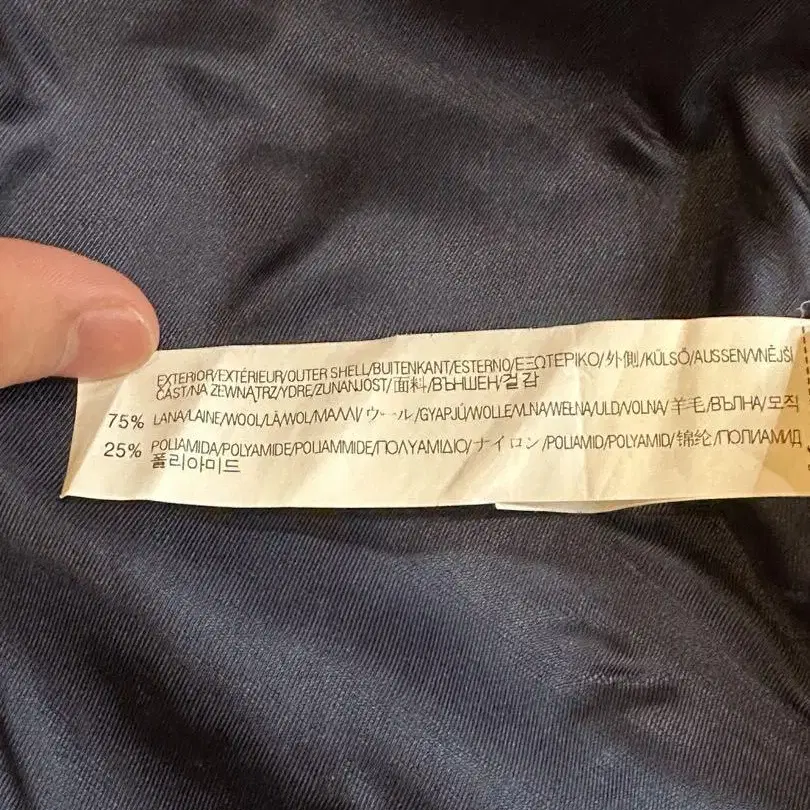 EXTERIOR/EXTÉRIEUR/OUTER SHELL/BUITENKANT/ESTERNO/ΕΞΩΤΕΡΙΚΟ/外側/KÜLSŐ/AUSSEN/VNĚJŠÍ
ČÁST/NA ZEWNĄTRZ/YDRE/ZUNANJOST/面料/ВЪНШЕН/겉감
75% LANA/LAINE/WOOL/LÃ/WOL/ΜΑΛΛΙ/ウール/GYAPJÚ/WOLLE/VLNA/WEŁNA/ULD/VOLNA/羊毛/ВЪЛНА/모직
25% POLIAMIDA/POLYAMIDE/POLIAMMIDE/ΠΟΛΥΑΜΙΔΙΟ/ナイロン/POLIAMID/POLYAMID/锦纶/ПОЛИАМИД
폴리아미드